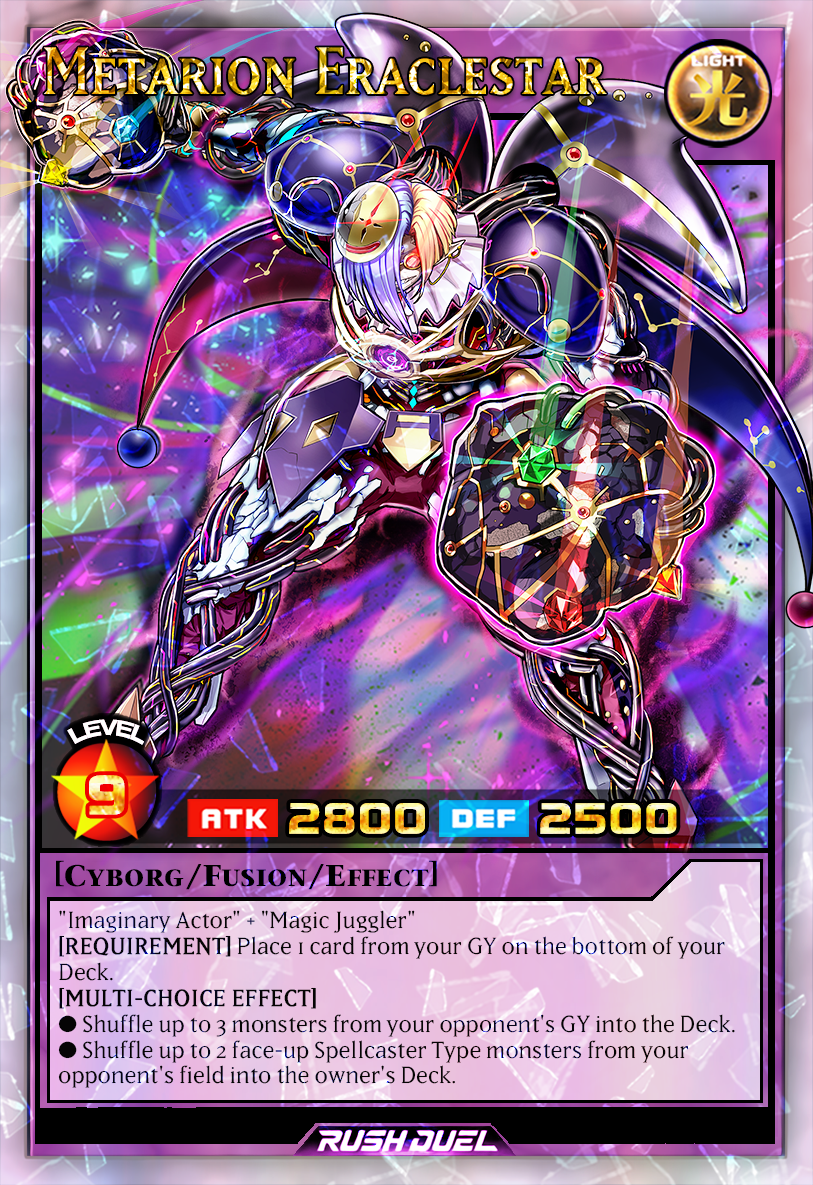 METARION ERACLESTAR
LIGHT
光
LEVEL
9
ATK 2800 DEF 2500
[CYBORG/FUSION/EFFECT]
"Imaginary Actor" + "Magic Juggler"
[REQUIREMENT] Place 1 card from your GY on the bottom of your
Deck.
[MULTI-CHOICE EFFECT]
● Shuffle up to 3 monsters from your opponent's GY into the Deck.
● Shuffle up to 2 face-up Spellcaster Type monsters from your
opponent's field into the owner's Deck.
RUSH DUEL